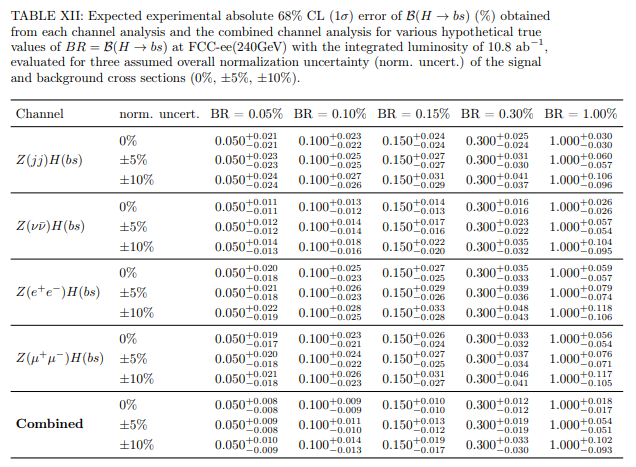 TABLE XII: Expected experimental absolute 68% CL (1σ) error of B(H → bs) (%) obtained
from each channel analysis and the combined channel analysis for various hypothetical true
values of BR = B(H → bs) at FCC-ee(240GeV) with the integrated luminosity of 10.8 ab⁻¹,
evaluated for three assumed overall normalization uncertainty (norm. uncert.) of the signal
and background cross sections (0%, ±5%, ±10%).
Channel norm. uncert. BR = 0.05% BR = 0.10% BR = 0.15% BR = 0.30% BR = 1.00%
0% 0.050^{+0.021}_{−0.021} 0.100^{+0.023}_{−0.022} 0.150^{+0.024}_{−0.024} 0.300^{+0.025}_{−0.024} 1.000^{+0.030}_{−0.030}
Z(jj)H(bs) ±5% 0.050^{+0.023}_{−0.023} 0.100^{+0.025}_{−0.025} 0.150^{+0.027}_{−0.027} 0.300^{+0.031}_{−0.030} 1.000^{+0.060}_{−0.057}
±10% 0.050^{+0.024}_{−0.024} 0.100^{+0.027}_{−0.026} 0.150^{+0.031}_{−0.029} 0.300^{+0.041}_{−0.037} 1.000^{+0.106}_{−0.096}
0% 0.050^{+0.011}_{−0.011} 0.100^{+0.013}_{−0.012} 0.150^{+0.014}_{−0.013} 0.300^{+0.016}_{−0.016} 1.000^{+0.026}_{−0.026}
Z(νν̄)H(bs) ±5% 0.050^{+0.012}_{−0.012} 0.100^{+0.014}_{−0.014} 0.150^{+0.017}_{−0.016} 0.300^{+0.023}_{−0.022} 1.000^{+0.057}_{−0.054}
±10% 0.050^{+0.014}_{−0.013} 0.100^{+0.018}_{−0.016} 0.150^{+0.022}_{−0.020} 0.300^{+0.035}_{−0.032} 1.000^{+0.104}_{−0.095}
0% 0.050^{+0.020}_{−0.018} 0.100^{+0.025}_{−0.023} 0.150^{+0.027}_{−0.025} 0.300^{+0.035}_{−0.033} 1.000^{+0.059}_{−0.057}
Z(e⁺e⁻)H(bs) ±5% 0.050^{+0.021}_{−0.018} 0.100^{+0.026}_{−0.023} 0.150^{+0.029}_{−0.026} 0.300^{+0.039}_{−0.036} 1.000^{+0.079}_{−0.074}
±10% 0.050^{+0.022}_{−0.019} 0.100^{+0.028}_{−0.025} 0.150^{+0.033}_{−0.028} 0.300^{+0.048}_{−0.043} 1.000^{+0.118}_{−0.106}
0% 0.050^{+0.019}_{−0.017} 0.100^{+0.023}_{−0.021} 0.150^{+0.026}_{−0.024} 0.300^{+0.033}_{−0.032} 1.000^{+0.056}_{−0.054}
Z(μ⁺μ⁻)H(bs) ±5% 0.050^{+0.020}_{−0.018} 0.100^{+0.024}_{−0.022} 0.150^{+0.027}_{−0.025} 0.300^{+0.037}_{−0.034} 1.000^{+0.076}_{−0.071}
±10% 0.050^{+0.021}_{−0.018} 0.100^{+0.026}_{−0.023} 0.150^{+0.031}_{−0.027} 0.300^{+0.046}_{−0.041} 1.000^{+0.117}_{−0.105}
0% 0.050^{+0.008}_{−0.008} 0.100^{+0.009}_{−0.009} 0.150^{+0.010}_{−0.010} 0.300^{+0.012}_{−0.012} 1.000^{+0.018}_{−0.017}
Combined ±5% 0.050^{+0.009}_{−0.008} 0.100^{+0.011}_{−0.010} 0.150^{+0.013}_{−0.012} 0.300^{+0.019}_{−0.019} 1.000^{+0.054}_{−0.051}
±10% 0.050^{+0.010}_{−0.009} 0.100^{+0.014}_{−0.013} 0.150^{+0.019}_{−0.017} 0.300^{+0.033}_{−0.030} 1.000^{+0.102}_{−0.093}